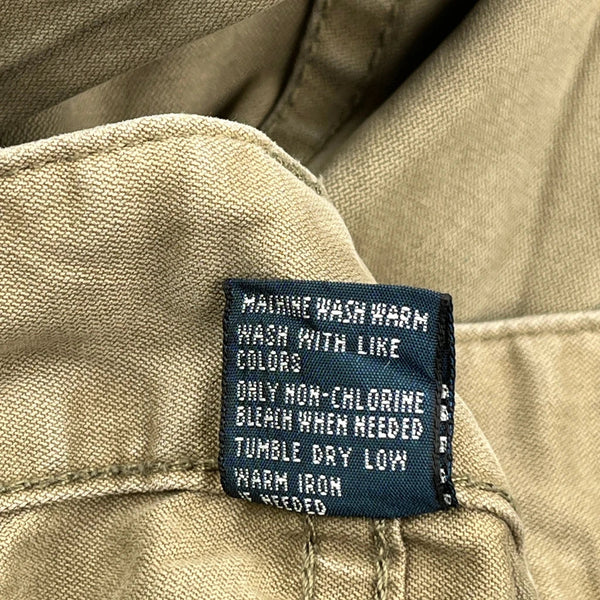 MACHINE WASH WARM
WASH WITH LIKE
COLORS
ONLY NON-CHLORINE
BLEACH WHEN NEEDED
TUMBLE DRY LOW
WARM IRON
IF NEEDED